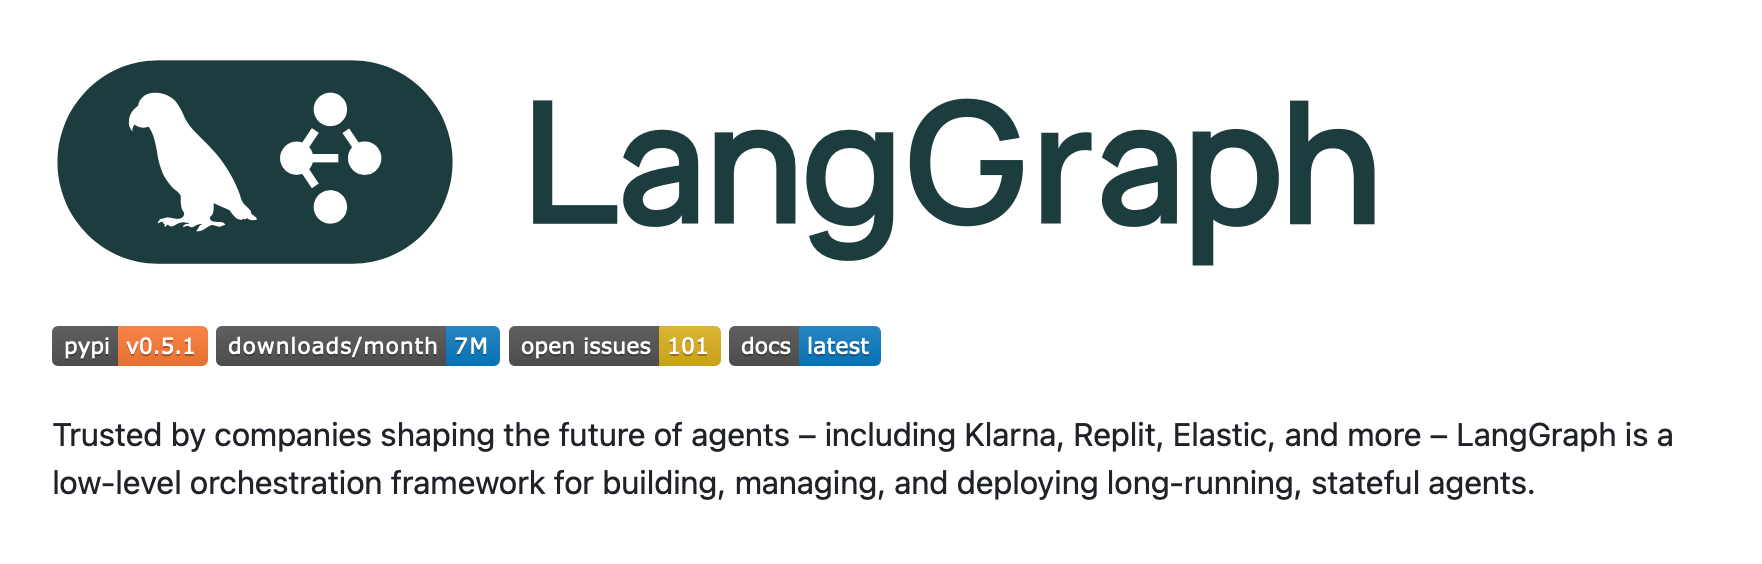 LangGraph
pypi v0.5.1 downloads/month 7M open issues 101 docs latest
Trusted by companies shaping the future of agents – including Klarna, Replit, Elastic, and more – LangGraph is a
low-level orchestration framework for building, managing, and deploying long-running, stateful agents.